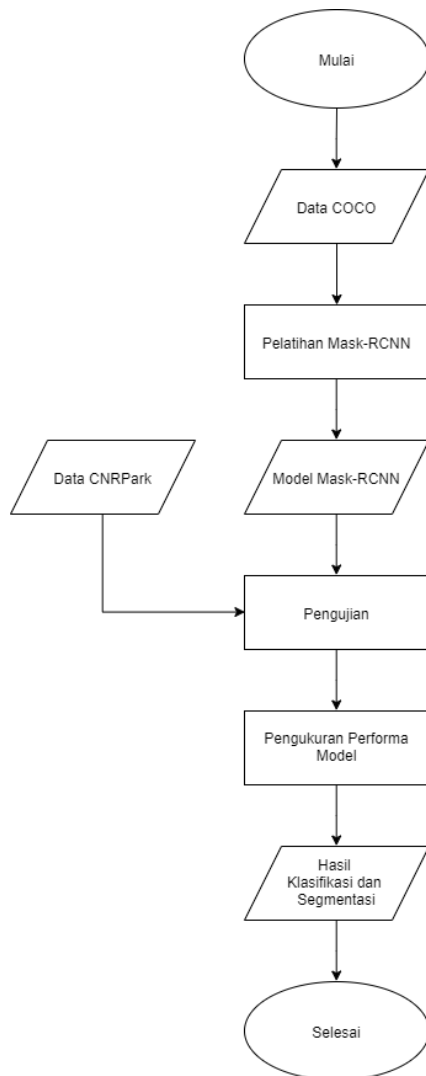 Mulai
Data COCO
Pelatihan Mask-RCNN
Data CNRPark
Model Mask-RCNN
Pengujian
Pengukuran Performa
Model
Hasil
Klasifikasi dan
Segmentasi
Selesai